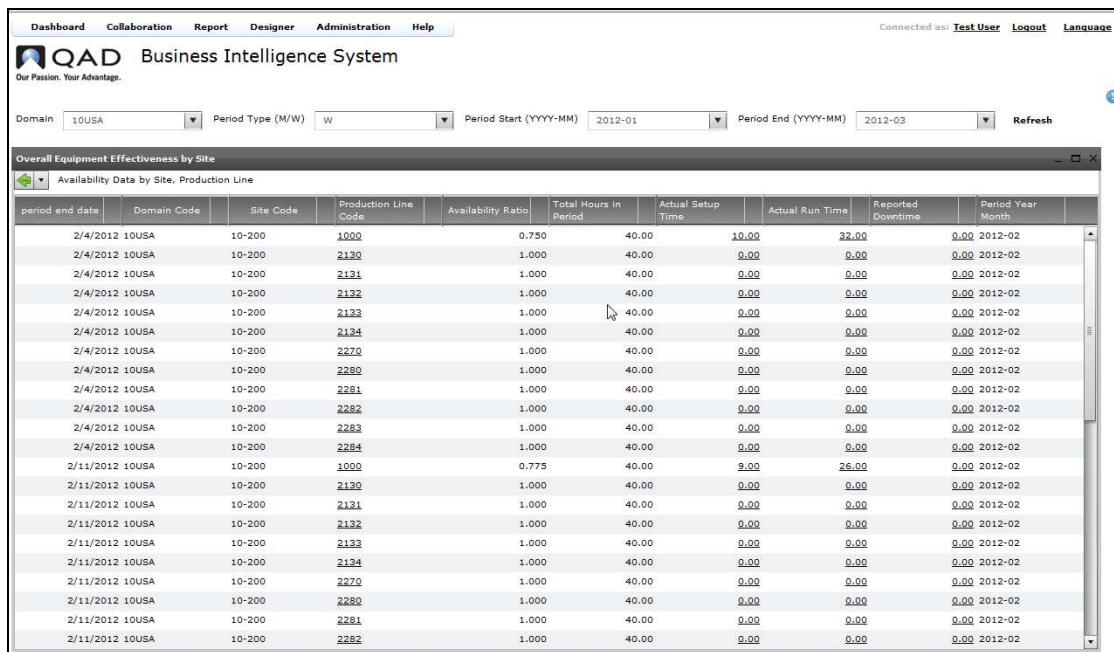 Dashboard Collaboration Report Designer Administration Help Connected as: Test User Logout Language
QAD Business Intelligence System
Our Passion. Your Advantage.
Domain 10USA Period Type (M/W) W Period Start (YYYY-MM) 2012-01 Period End (YYYY-MM) 2012-03 Refresh
Overall Equipment Effectiveness by Site
Availability Data by Site, Production Line
period end date Domain Code Site Code Production Line Code Availability Ratio Total Hours in Period Actual Setup Time Actual Run Time Reported Downtime Period Year Month
2/4/2012 10USA 10-200 1000 0.750 40.00 10.00 32.00 0.00 2012-02
2/4/2012 10USA 10-200 2130 1.000 40.00 0.00 0.00 0.00 2012-02
2/4/2012 10USA 10-200 2131 1.000 40.00 0.00 0.00 0.00 2012-02
2/4/2012 10USA 10-200 2132 1.000 40.00 0.00 0.00 0.00 2012-02
2/4/2012 10USA 10-200 2133 1.000 40.00 0.00 0.00 0.00 2012-02
2/4/2012 10USA 10-200 2134 1.000 40.00 0.00 0.00 0.00 2012-02
2/4/2012 10USA 10-200 2270 1.000 40.00 0.00 0.00 0.00 2012-02
2/4/2012 10USA 10-200 2280 1.000 40.00 0.00 0.00 0.00 2012-02
2/4/2012 10USA 10-200 2281 1.000 40.00 0.00 0.00 0.00 2012-02
2/4/2012 10USA 10-200 2282 1.000 40.00 0.00 0.00 0.00 2012-02
2/4/2012 10USA 10-200 2283 1.000 40.00 0.00 0.00 0.00 2012-02
2/4/2012 10USA 10-200 2284 1.000 40.00 0.00 0.00 0.00 2012-02
2/11/2012 10USA 10-200 1000 0.775 40.00 9.00 26.00 0.00 2012-02
2/11/2012 10USA 10-200 2130 1.000 40.00 0.00 0.00 0.00 2012-02
2/11/2012 10USA 10-200 2131 1.000 40.00 0.00 0.00 0.00 2012-02
2/11/2012 10USA 10-200 2132 1.000 40.00 0.00 0.00 0.00 2012-02
2/11/2012 10USA 10-200 2133 1.000 40.00 0.00 0.00 0.00 2012-02
2/11/2012 10USA 10-200 2134 1.000 40.00 0.00 0.00 0.00 2012-02
2/11/2012 10USA 10-200 2270 1.000 40.00 0.00 0.00 0.00 2012-02
2/11/2012 10USA 10-200 2280 1.000 40.00 0.00 0.00 0.00 2012-02
2/11/2012 10USA 10-200 2281 1.000 40.00 0.00 0.00 0.00 2012-02
2/11/2012 10USA 10-200 2282 1.000 40.00 0.00 0.00 0.00 2012-02